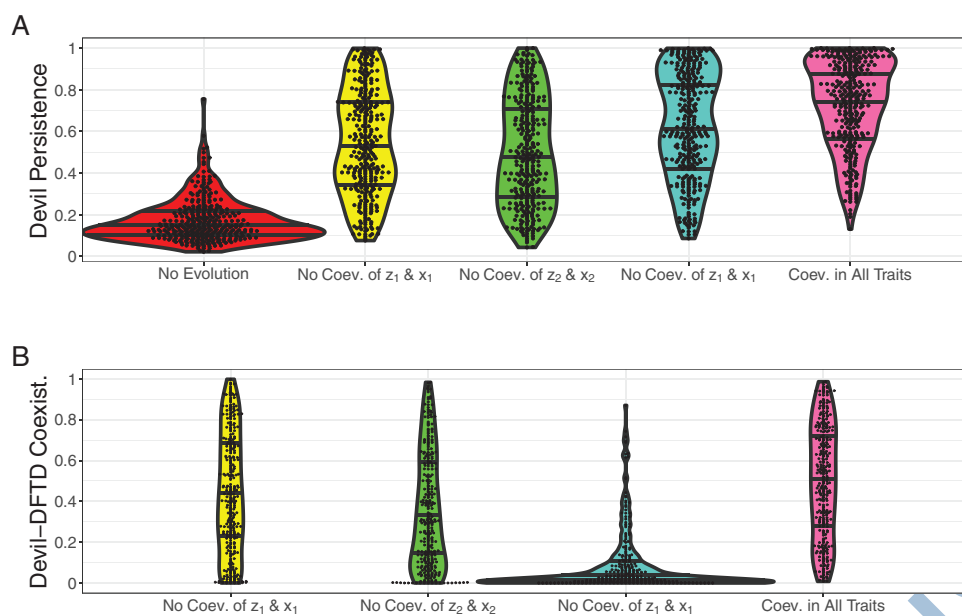 A
Devil Persistence
1
0.8
0.6
0.4
0.2
0
No Evolution No Coev. of z₁ & x₁ No Coev. of z₂ & x₂ No Coev. of z₁ & x₁ Coev. in All Traits
B
Devil–DFTD Coexist.
1
0.8
0.6
0.4
0.2
0
No Coev. of z₁ & x₁ No Coev. of z₂ & x₂ No Coev. of z₁ & x₁ Coev. in All Traits